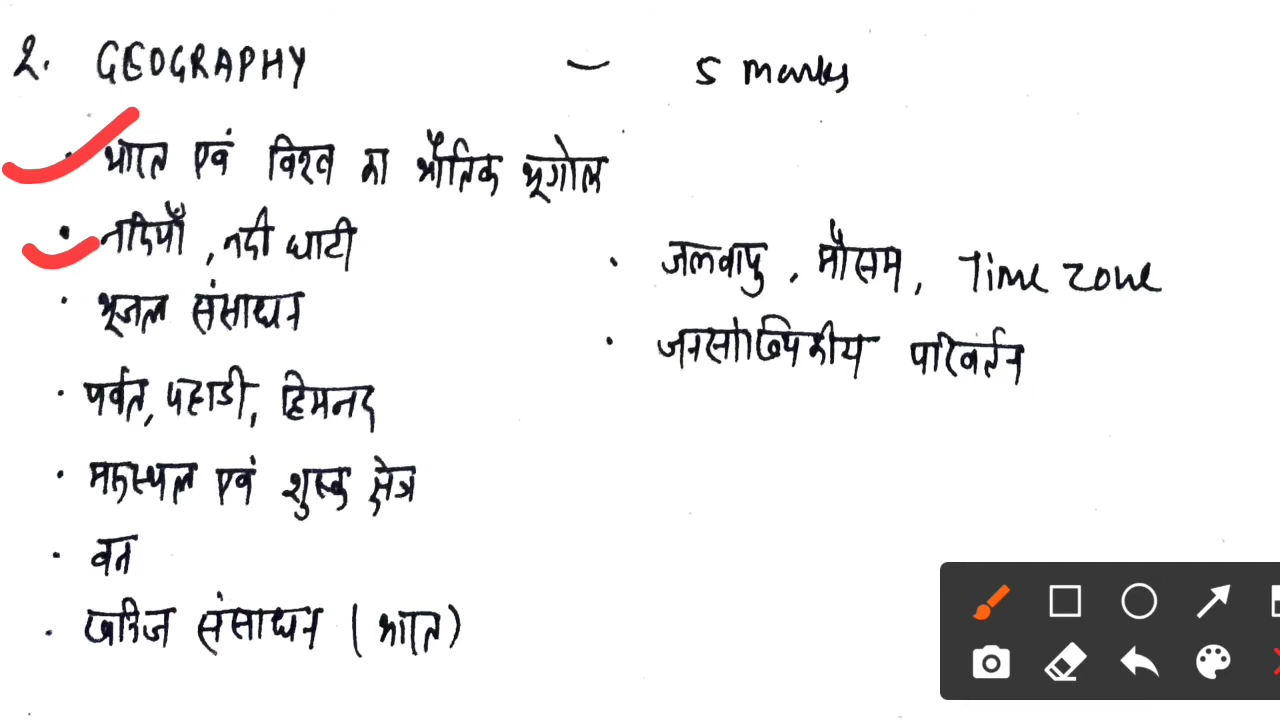 2. GEOGRAPHY — 5 marks
• भारत एवं विश्व का भौतिक भूगोल
• नदियाँ, नदी घाटी
• भूजल संसाधन
• पर्वत, पहाडी, हिमनद
• मरुस्थल एवं शुस्क क्षेत्र
• वन
• खनिज संसाधन (भारत)
• जलवायु, मौसम, Time zone
• जनसांख्यिकीय परिवर्तन